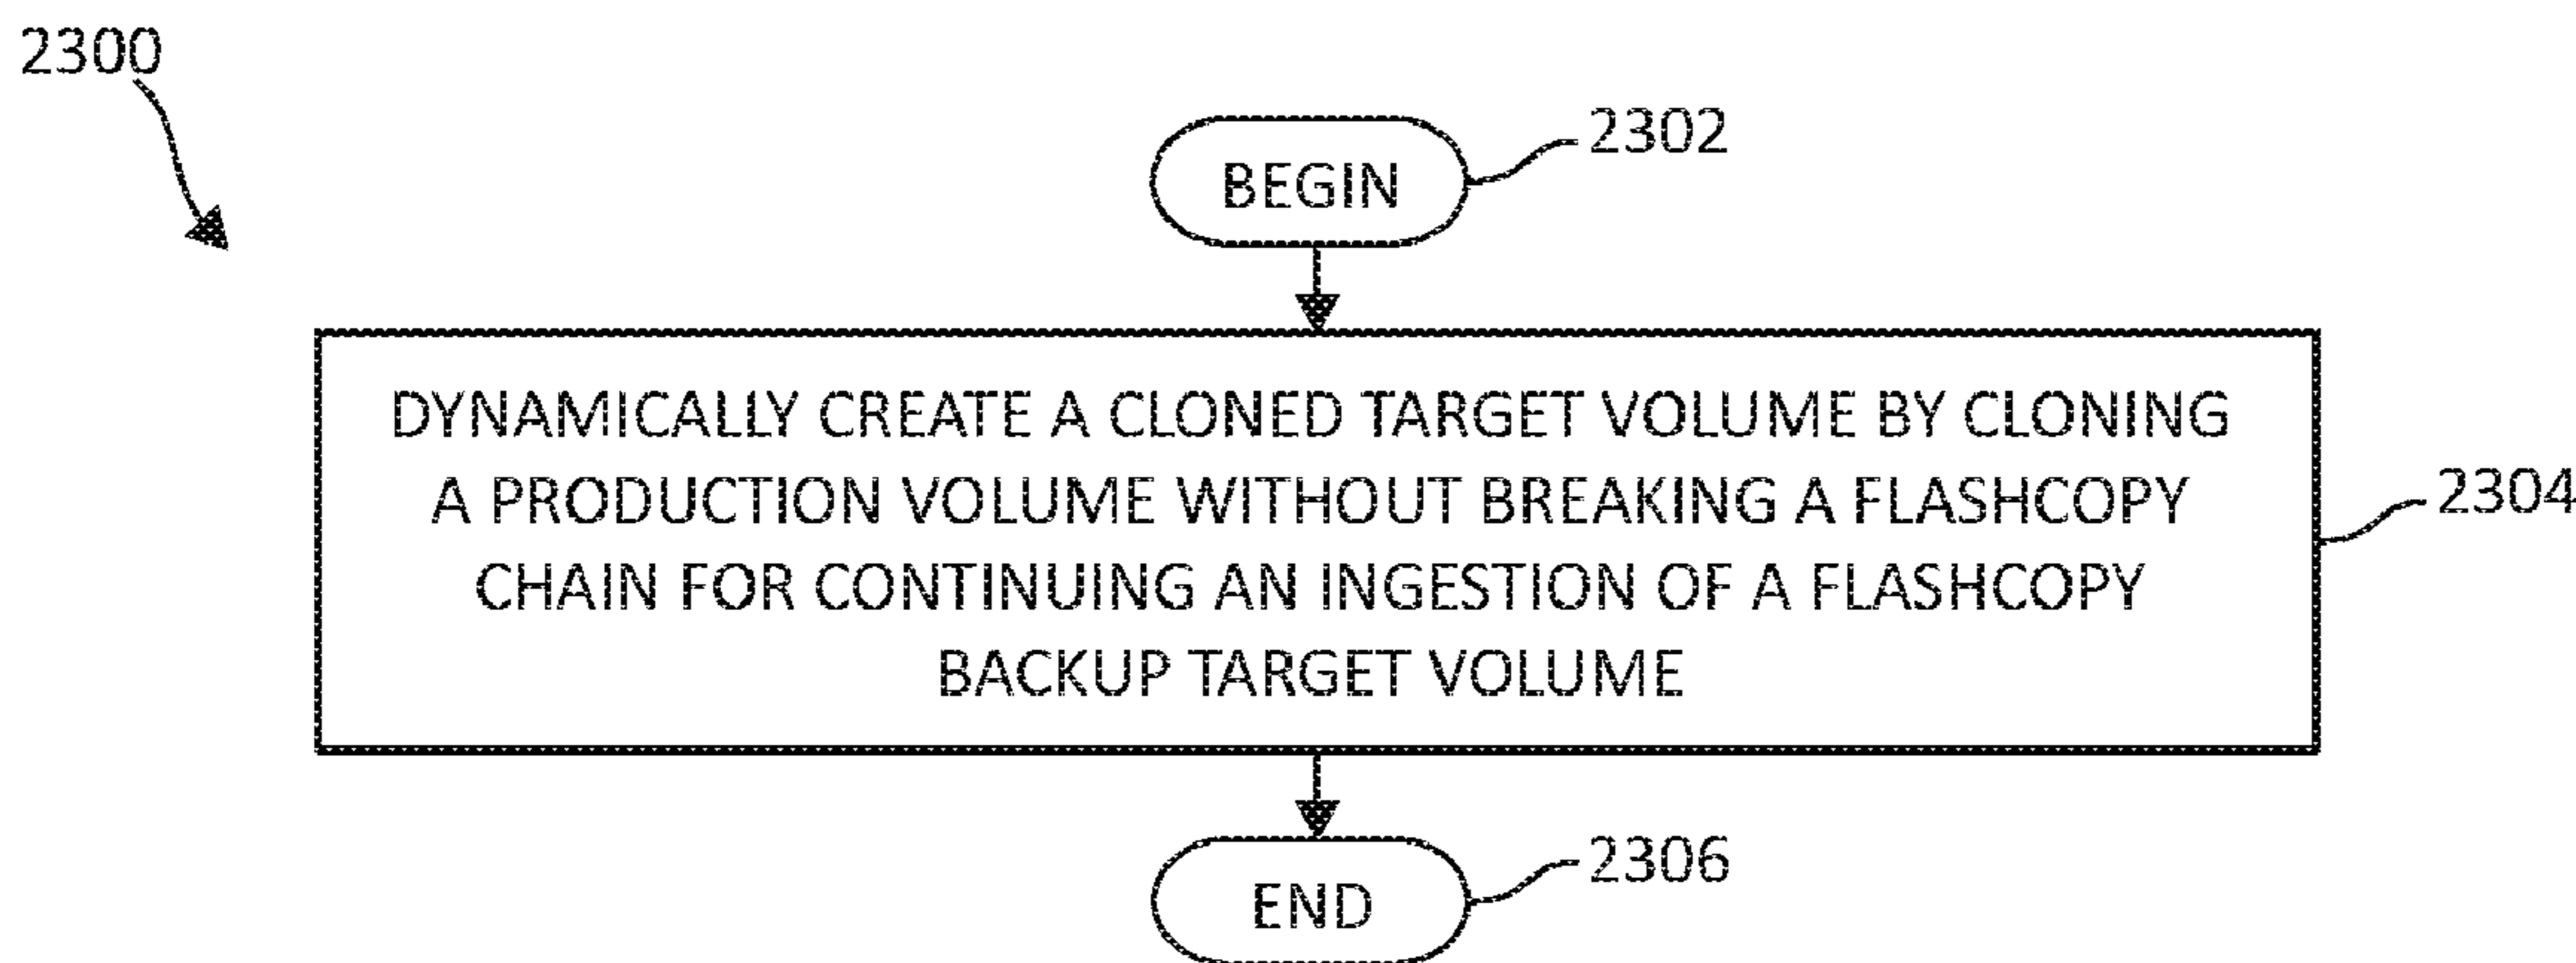 2300
BEGIN
2302
DYNAMICALLY CREATE A CLONED TARGET VOLUME BY CLONING
A PRODUCTION VOLUME WITHOUT BREAKING A FLASHCOPY
CHAIN FOR CONTINUING AN INGESTION OF A FLASHCOPY
BACKUP TARGET VOLUME
2304
END
2306